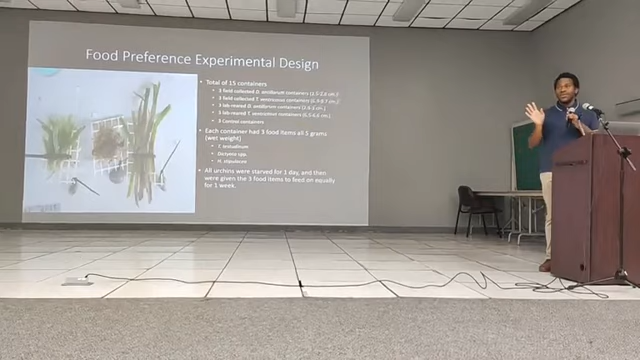 Food Preference Experimental Design
• Total of 15 containers
• 3 field collected D. antillarum containers
• 3 field collected T. ventricosus containers
• 3 lab-reared D. antillarum containers
• 3 lab-reared T. ventricosus containers
• 3 Control containers
• Each container had 3 food items all 5 grams
(wet weight)
• T. testudinum
• Dictyota spp.
• H. stipulacea
• All urchins were starved for 1 day, and then
were given the 3 food items to feed on equally
for 1 week.